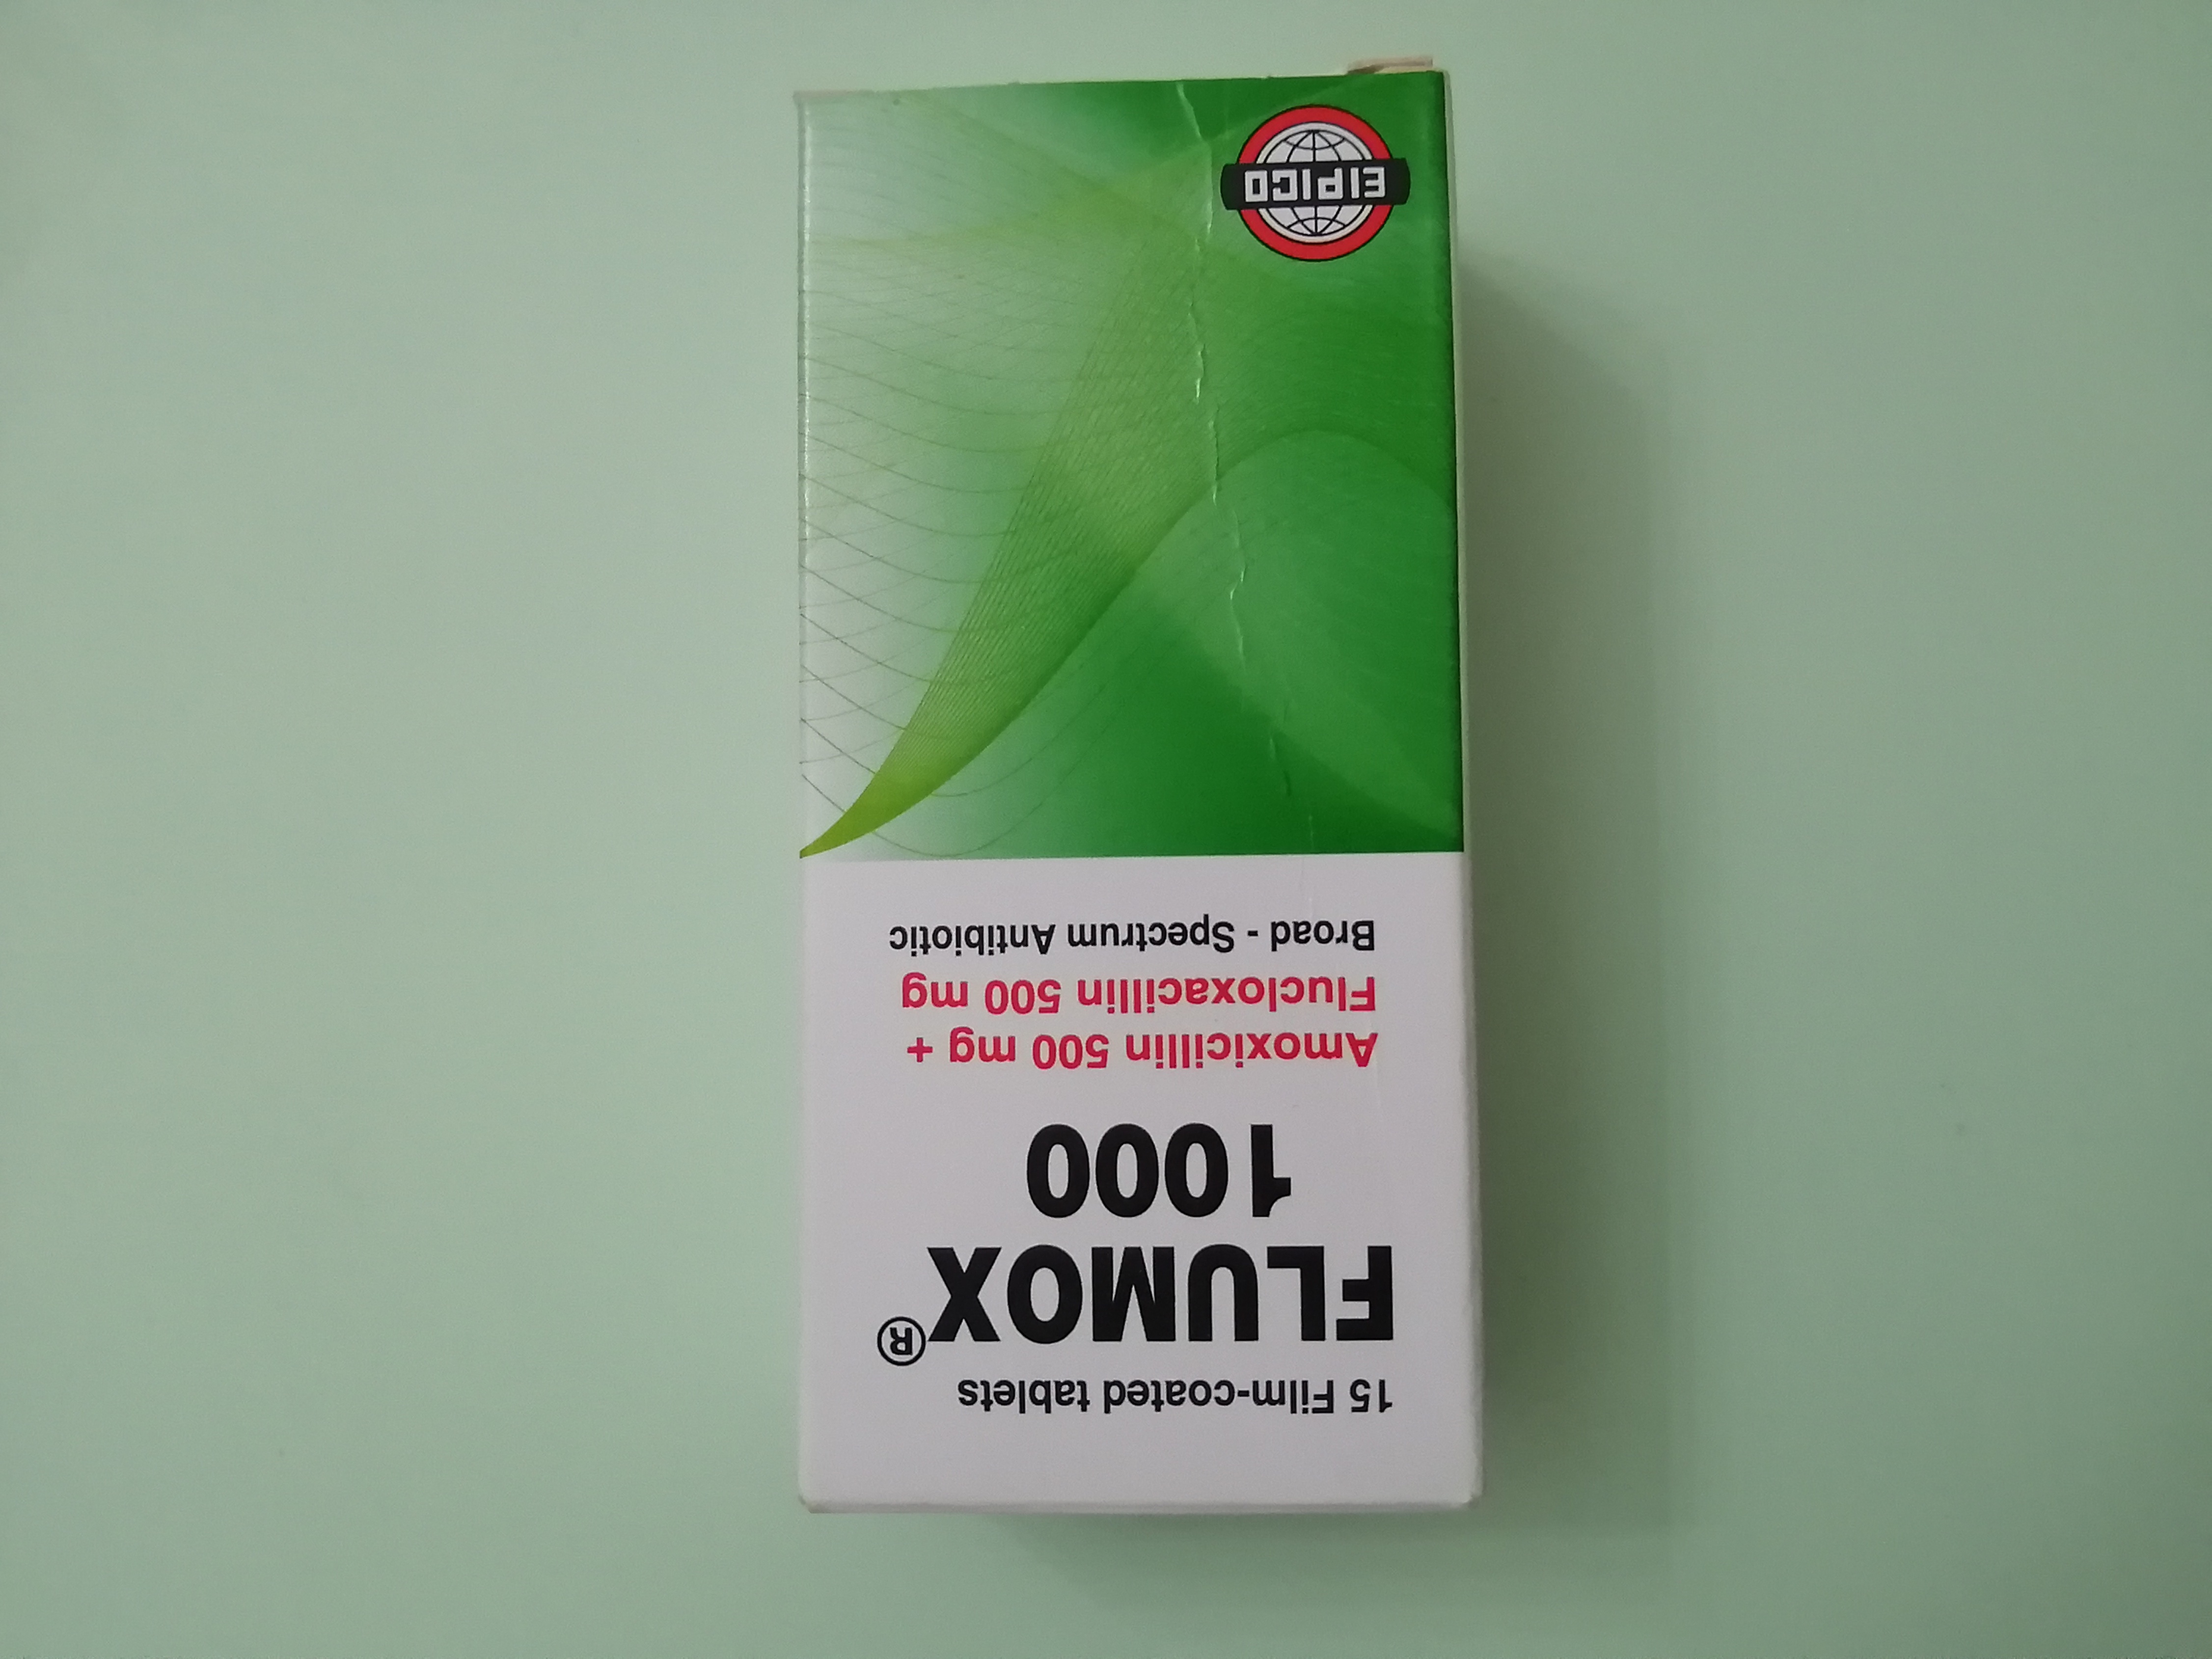 15 Film-coated tablets
FLUMOX®
1000
Amoxicillin 500 mg +
Flucloxacillin 500 mg
Broad - Spectrum Antibiotic
EIPICO